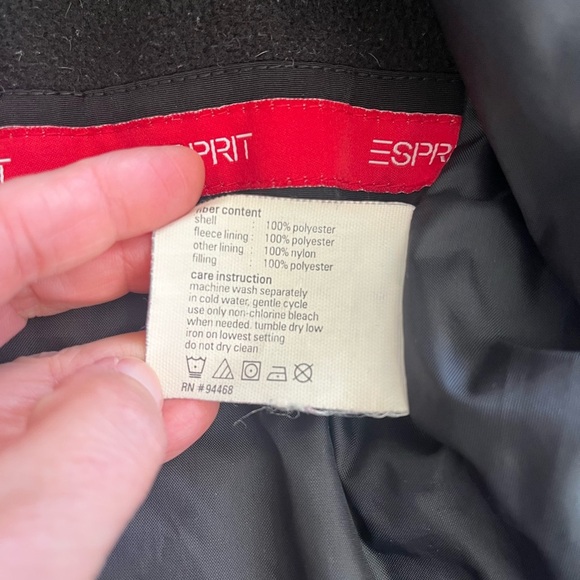 ESPRIT
fiber content
shell : 100% polyester
fleece lining : 100% polyester
other lining : 100% nylon
filling : 100% polyester
care instruction
machine wash separately
in cold water, gentle cycle
use only non-chlorine bleach
when needed. tumble dry low
iron on lowest setting
do not dry clean
RN # 94468